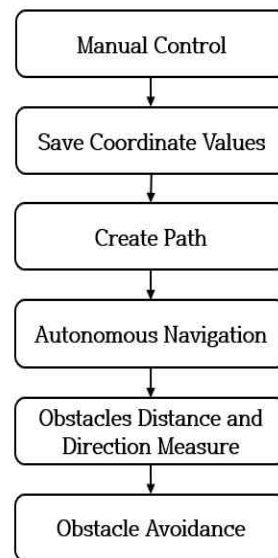 Manual Control
Save Coordinate Values
Create Path
Autonomous Navigation
Obstacles Distance and
Direction Measure
Obstacle Avoidance